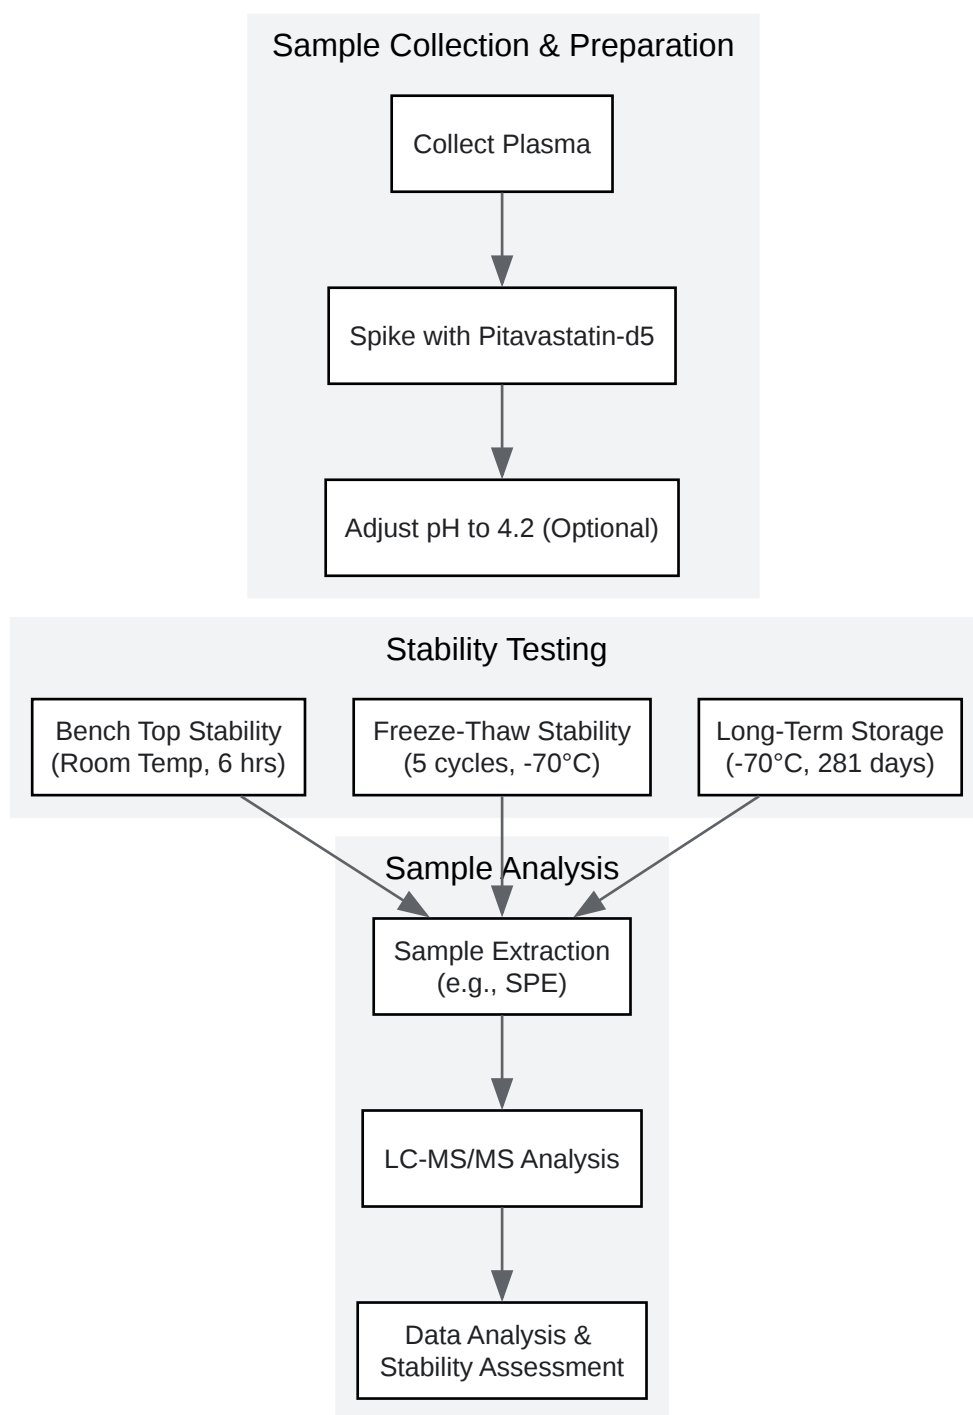 Sample Collection & Preparation
Collect Plasma
Spike with Pitavastatin-d5
Adjust pH to 4.2 (Optional)
Stability Testing
Bench Top Stability
(Room Temp, 6 hrs)
Freeze-Thaw Stability
(5 cycles, -70°C)
Long-Term Storage
(-70°C, 281 days)
Sample Analysis
Sample Extraction
(e.g., SPE)
LC-MS/MS Analysis
Data Analysis &
Stability Assessment